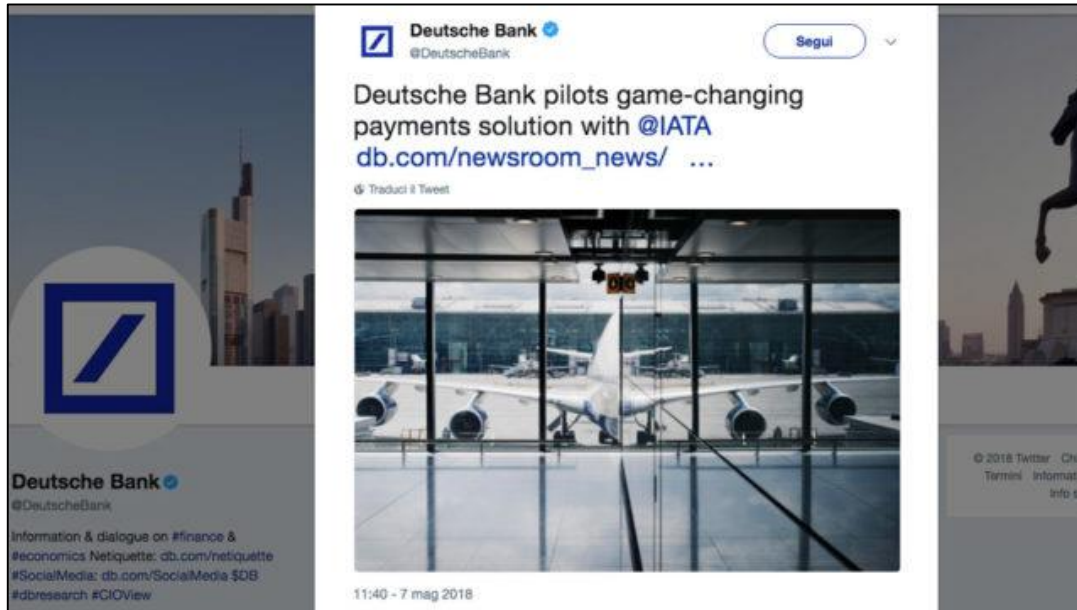 Deutsche Bank
@DeutscheBank
Segui
Deutsche Bank pilots game-changing
payments solution with @IATA
db.com/newsroom_news/ ...
Traduci il Tweet
11:40 - 7 mag 2018
Deutsche Bank
@DeutscheBank
Information & dialogue on #finance &
#economics Netiquette: db.com/netiquette
#SocialMedia: db.com/SocialMedia $DB
#dbresearch #CIOView
© 2018 Twitter
Termini
Info